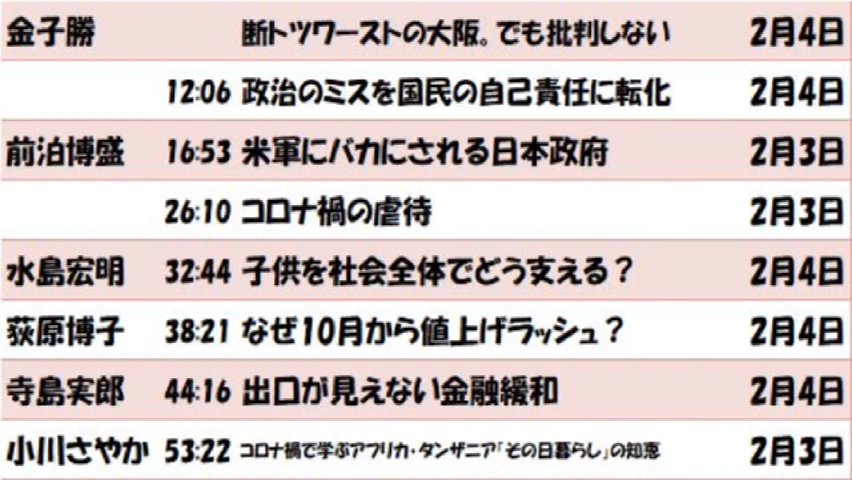 金子勝 断トツワーストの大阪。でも批判しない 2月4日
12:06 政治のミスを国民の自己責任に転化 2月4日
前泊博盛 16:53 米軍にバカにされる日本政府 2月3日
26:10 コロナ禍の虐待 2月3日
水島宏明 32:44 子供を社会全体でどう支える？ 2月4日
荻原博子 38:21 なぜ10月から値上げラッシュ？ 2月4日
寺島実郎 44:16 出口が見えない金融緩和 2月4日
小川さやか 53:22 コロナ禍で学ぶアフリカ・タンザニア「その日暮らし」の知恵 2月3日